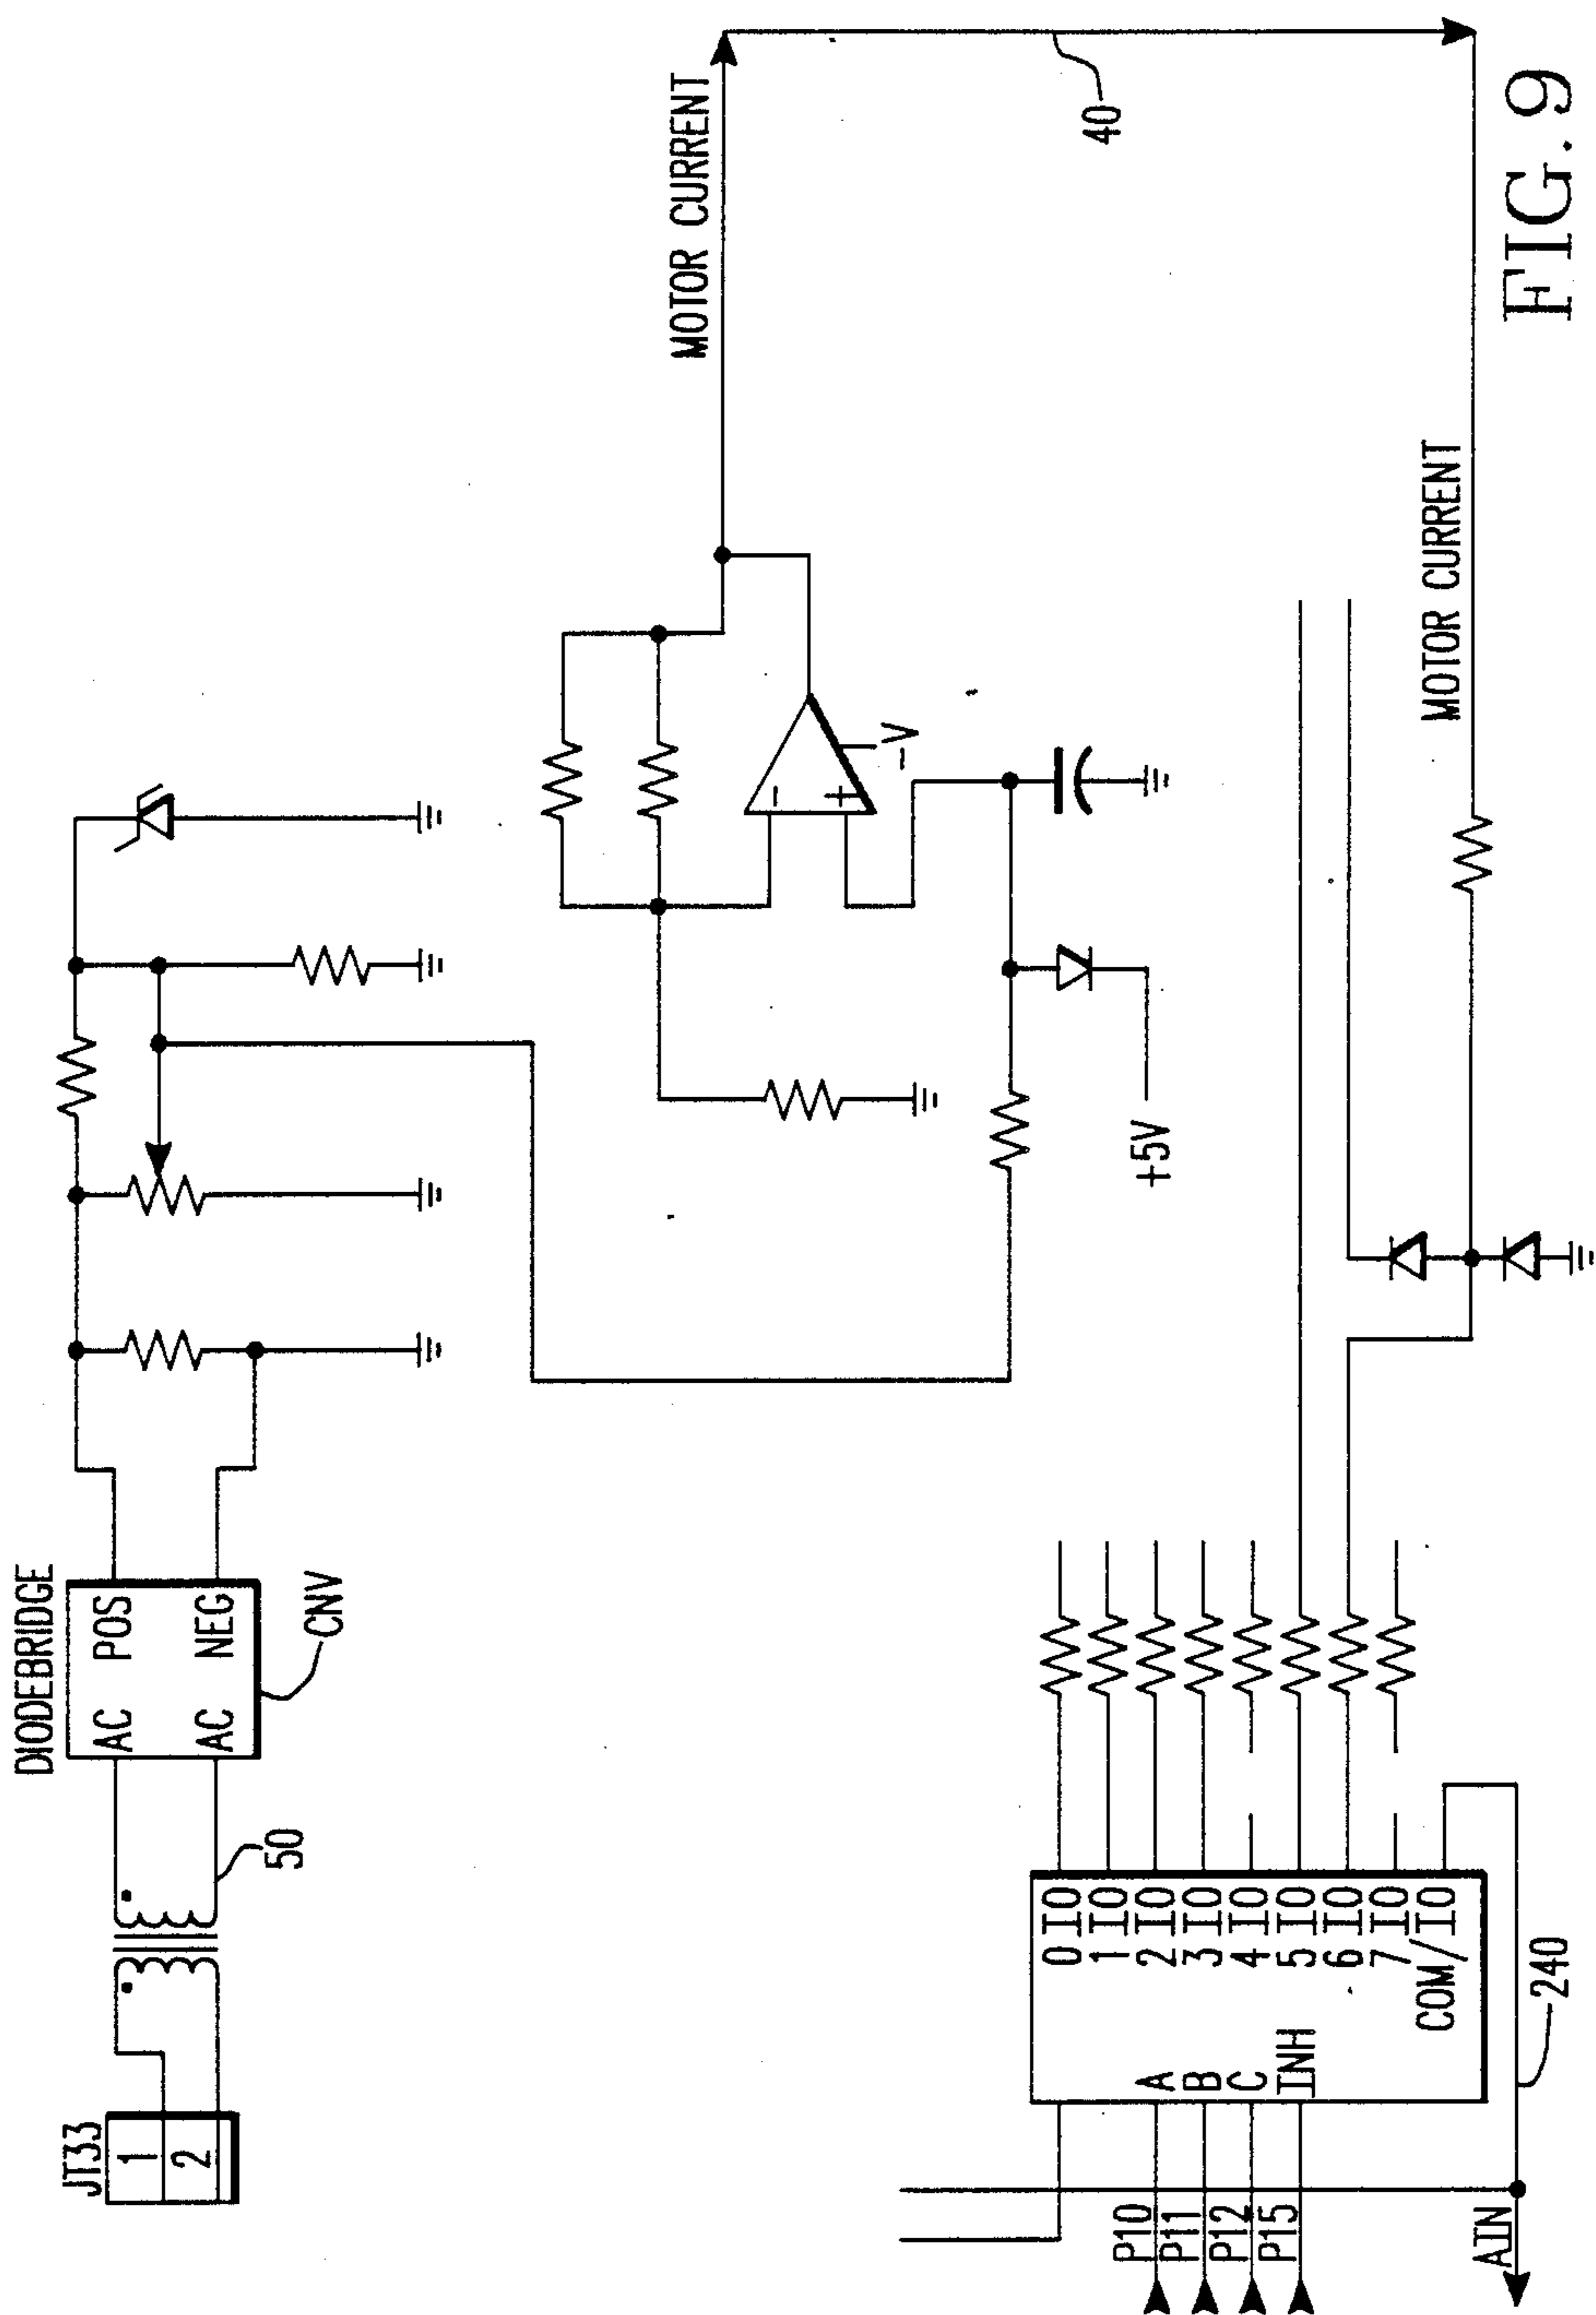 JT33
1
2
50
DIODEBRIDGE
AC POS
AC NEG
CNV
MOTOR CURRENT
40
-
+
-V
+5V
P10
P11
P12
P15
A
B
C
INH
0 IO
1 IO
2 IO
3 IO
4 IO
5 IO
6 IO
7 IO
COM/IO
AIN
240
MOTOR CURRENT
FIG. 9